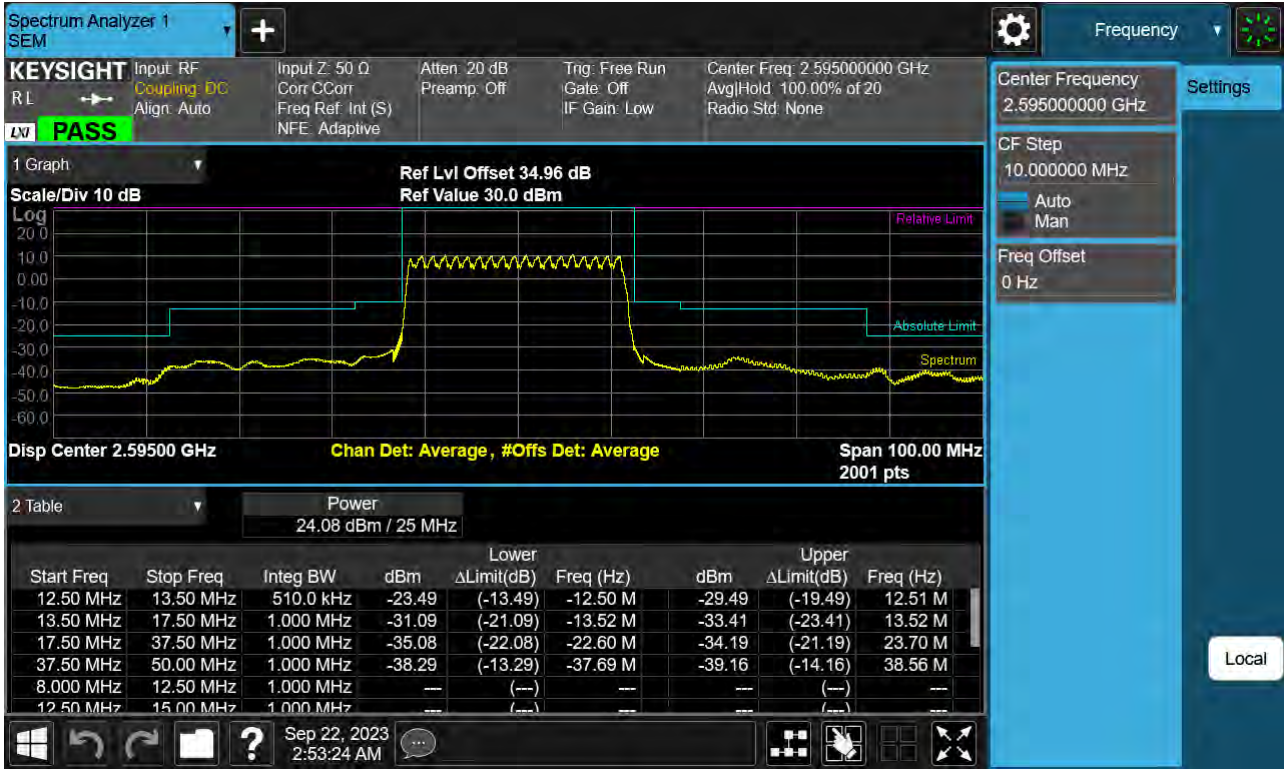 Spectrum Analyzer 1
SEM
Frequency
KEYSIGHT
R L
LXI
PASS
Input: RF
Coupling: DC
Align: Auto
Input Z: 50 Ω
Corr CCorr
Freq Ref: Int (S)
NFE: Adaptive
Atten: 20 dB
Preamp: Off
Trig: Free Run
Gate: Off
IF Gain: Low
Center Freq: 2.595000000 GHz
Avg|Hold: 100.00% of 20
Radio Std: None
Center Frequency
2.595000000 GHz
Settings
CF Step
10.000000 MHz
Auto
Man
Freq Offset
0 Hz
Local
1 Graph
Scale/Div 10 dB
Ref Lvl Offset 34.96 dB
Ref Value 30.0 dBm
Log
20.0
10.0
0.00
-10.0
-20.0
-30.0
-40.0
-50.0
-60.0
Relative Limit
Absolute Limit
Spectrum
Disp Center 2.59500 GHz
Chan Det: Average, #Offs Det: Average
Span 100.00 MHz
2001 pts
2 Table
Power
24.08 dBm / 25 MHz
Lower Upper
Start Freq Stop Freq Integ BW dBm ΔLimit(dB) Freq (Hz) dBm ΔLimit(dB) Freq (Hz)
12.50 MHz 13.50 MHz 510.0 kHz -23.49 (-13.49) -12.50 M -29.49 (-19.49) 12.51 M
13.50 MHz 17.50 MHz 1.000 MHz -31.09 (-21.09) -13.52 M -33.41 (-23.41) 13.52 M
17.50 MHz 37.50 MHz 1.000 MHz -35.08 (-22.08) -22.60 M -34.19 (-21.19) 23.70 M
37.50 MHz 50.00 MHz 1.000 MHz -38.29 (-13.29) -37.69 M -39.16 (-14.16) 38.56 M
8.000 MHz 12.50 MHz 1.000 MHz --- (---) --- --- (---) ---
12.50 MHz 15.00 MHz 1.000 MHz --- (---) --- --- (---) ---
Sep 22, 2023
2:53:24 AM